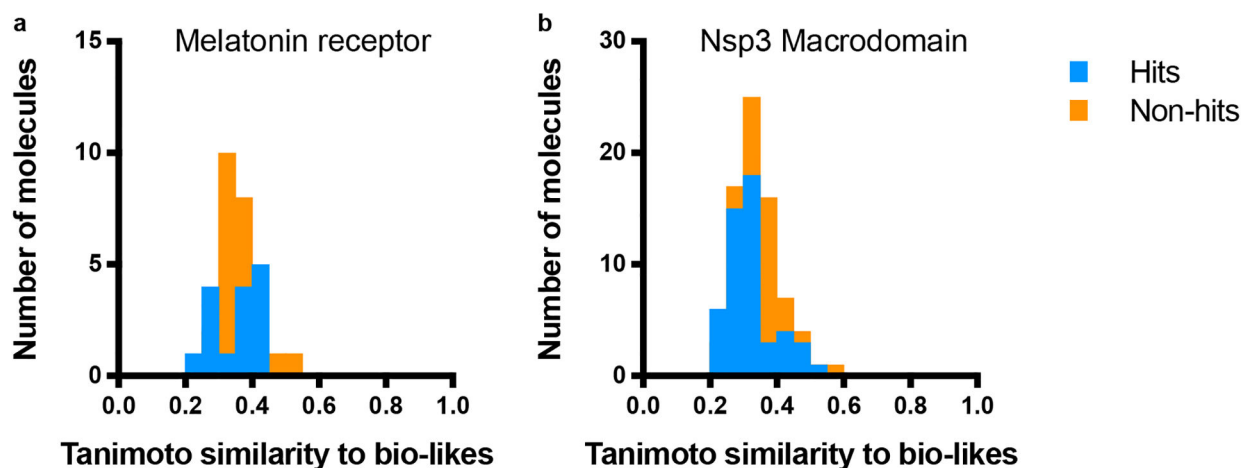 a
Melatonin receptor
Number of molecules
15
10
5
0
0.0 0.2 0.4 0.6 0.8 1.0
Tanimoto similarity to bio-likes
b
Nsp3 Macrodomain
Number of molecules
30
20
10
0
0.0 0.2 0.4 0.6 0.8 1.0
Tanimoto similarity to bio-likes
Hits
Non-hits